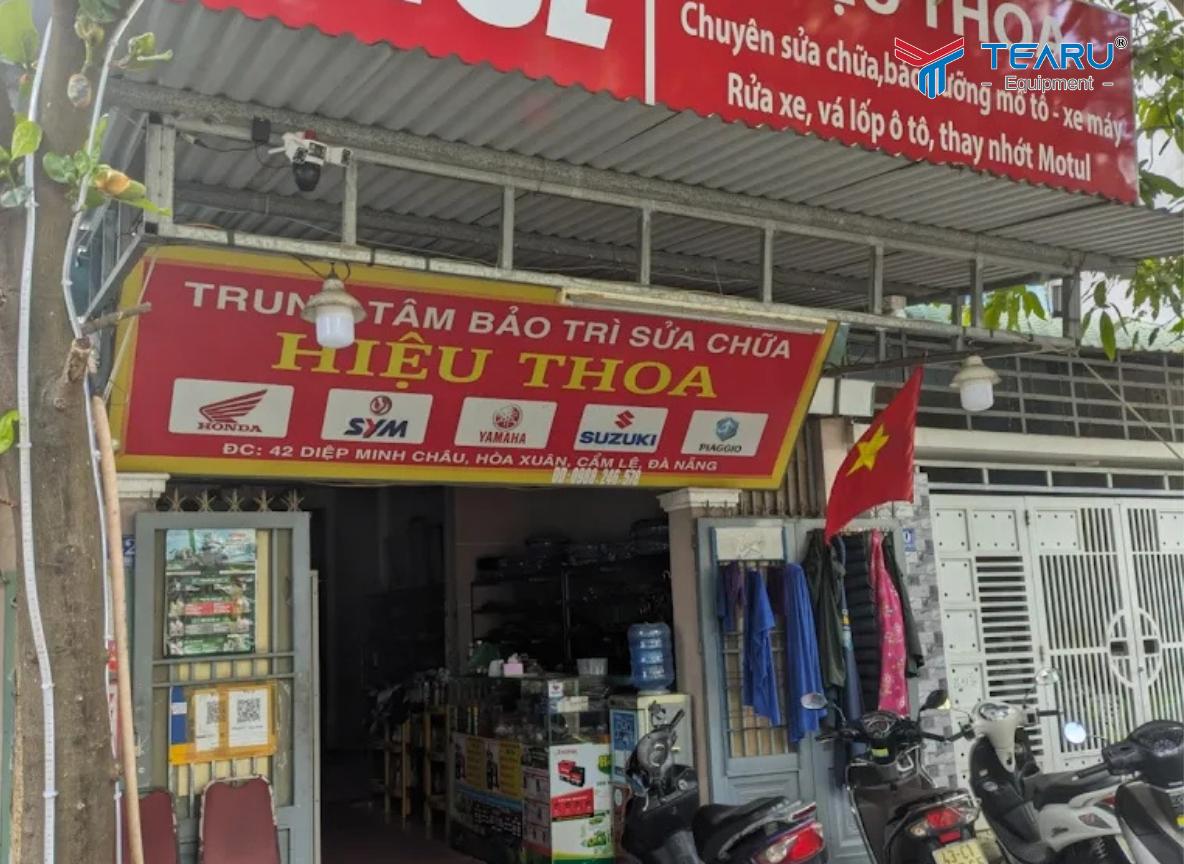 HIỆU THOA
Chuyên sửa chữa,bảo dưỡng mô tô - xe máy
Rửa xe, vá lốp ô tô, thay nhớt Motul
TEARU®
Equipment
TRUNG TÂM BẢO TRÌ SỬA CHỮA
HIỆU THOA
HONDA
SYM
YAMAHA
SUZUKI
PIAGGIO
ĐC: 42 DIỆP MINH CHÂU, HÒA XUÂN, CẨM LỆ, ĐÀ NẴNG